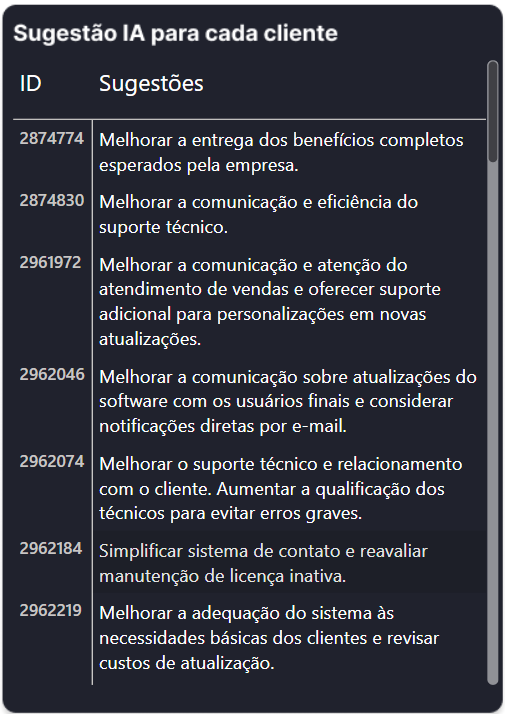 Sugestão IA para cada cliente
ID Sugestões
2874774 Melhorar a entrega dos benefícios completos
esperados pela empresa.
2874830 Melhorar a comunicação e eficiência do
suporte técnico.
2961972 Melhorar a comunicação e atenção do
atendimento de vendas e oferecer suporte
adicional para personalizações em novas
atualizações.
2962046 Melhorar a comunicação sobre atualizações do
software com os usuários finais e considerar
notificações diretas por e-mail.
2962074 Melhorar o suporte técnico e relacionamento
com o cliente. Aumentar a qualificação dos
técnicos para evitar erros graves.
2962184 Simplificar sistema de contato e reavaliar
manutenção de licença inativa.
2962219 Melhorar a adequação do sistema às
necessidades básicas dos clientes e revisar
custos de atualização.